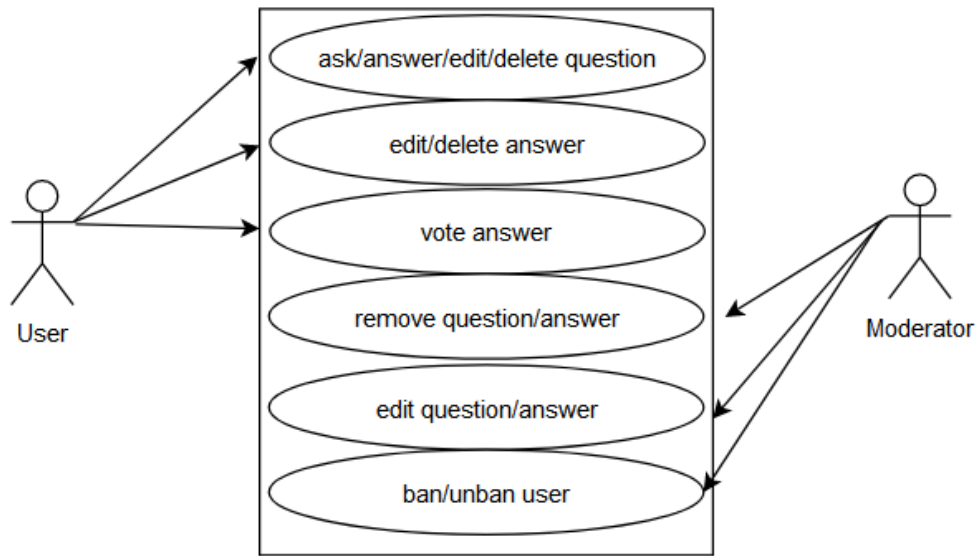 ask/answer/edit/delete question
edit/delete answer
vote answer
remove question/answer
edit question/answer
ban/unban user
User
Moderator